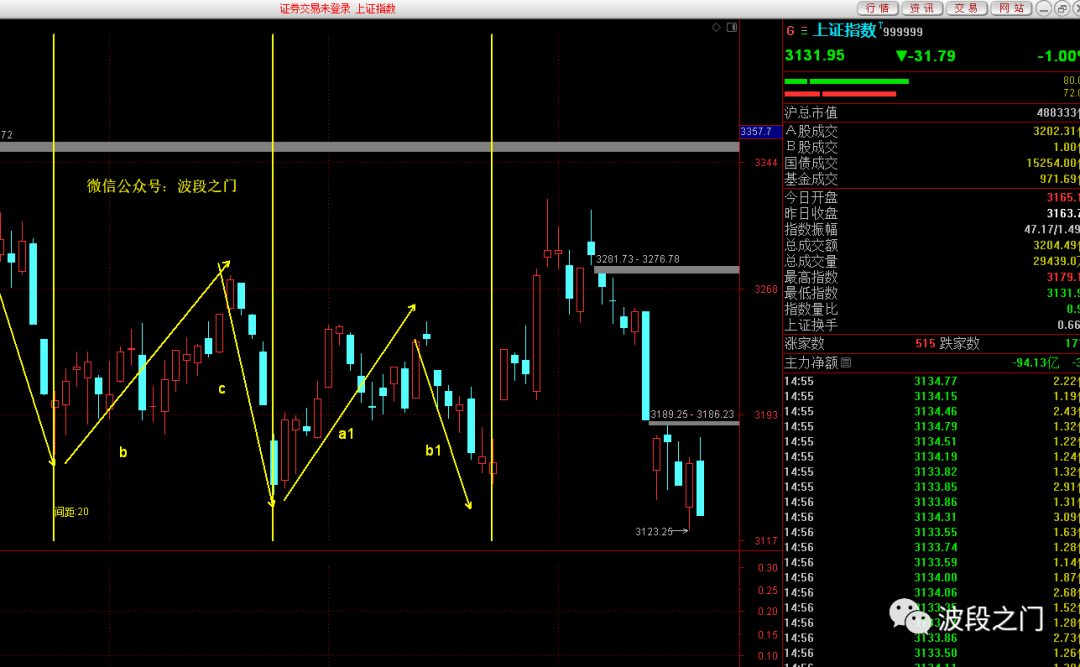 证券交易未登录 上证指数
行情 资讯 交易 网站
G 上证指数 999999
3131.95 ▼-31.79 -1.00%
80.
72.
沪总市值 488333
A股成交 3202.31
B股成交 1.00
国债成交 15254.00
基金成交 971.69
今日开盘 3165.
昨日收盘 3163.
指数振幅 47.17/1.49
总成交额 3204.49
总成交量 29439.0
最高指数 3179.
最低指数 3131.
指数量比 0.
上证换手 0.66
涨家数 515 跌家数 17
主力净额 -94.13亿
14:55 3134.77 2.22
14:55 3134.15 1.19
14:55 3134.46 2.43
14:55 3134.79 1.32
14:55 3134.51 1.22
14:55 3134.19 1.24
14:55 3133.82 1.32
14:55 3133.85 2.91
14:56 3133.86 1.31
14:56 3134.31 3.09
14:56 3133.55 1.63
14:56 3133.74 1.28
14:56 3133.59 1.14
14:56 3134.00 1.87
14:56 3134.06 2.68
14:56 1.52
14:56 1.28
14:56 3133.86 2.73
14:56 3133.50 1.26
72
3357.7
3344
微信公众号：波段之门
3281.73 - 3276.78
3268
c
3189.25 - 3186.23
3193
a1
b
b1
间距:20
3123.25
3117
0.30
0.25
0.20
0.15
0.10
波段之门